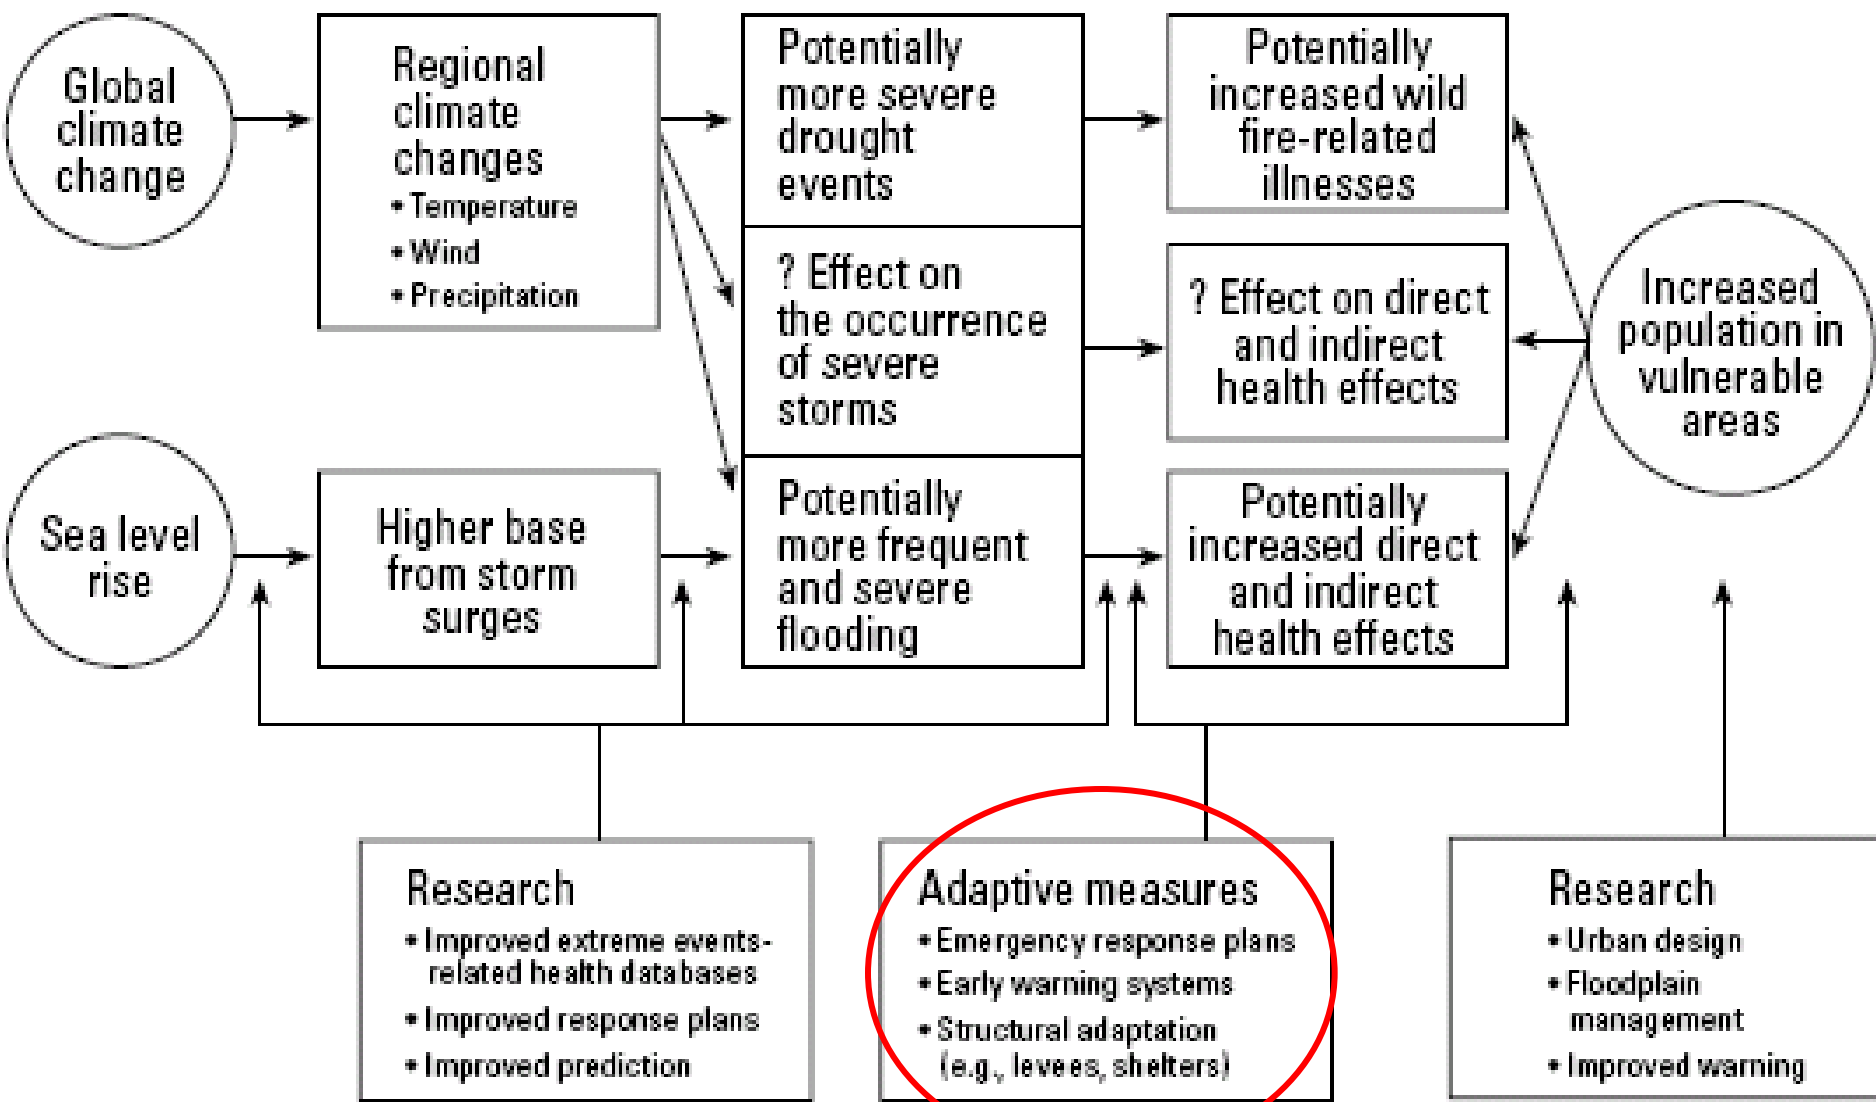 Global
climate
change
Regional
climate
changes
• Temperature
• Wind
• Precipitation
Potentially
more severe
drought
events
Potentially
increased wild
fire-related
illnesses
? Effect on
the occurrence
of severe
storms
? Effect on direct
and indirect
health effects
Increased
population in
vulnerable
areas
Sea level
rise
Higher base
from storm
surges
Potentially
more frequent
and severe
flooding
Potentially
increased direct
and indirect
health effects
Research
• Improved extreme events-
related health databases
• Improved response plans
• Improved prediction
Adaptive measures
• Emergency response plans
• Early warning systems
• Structural adaptation
(e.g., levees, shelters)
Research
• Urban design
• Floodplain
management
• Improved warning